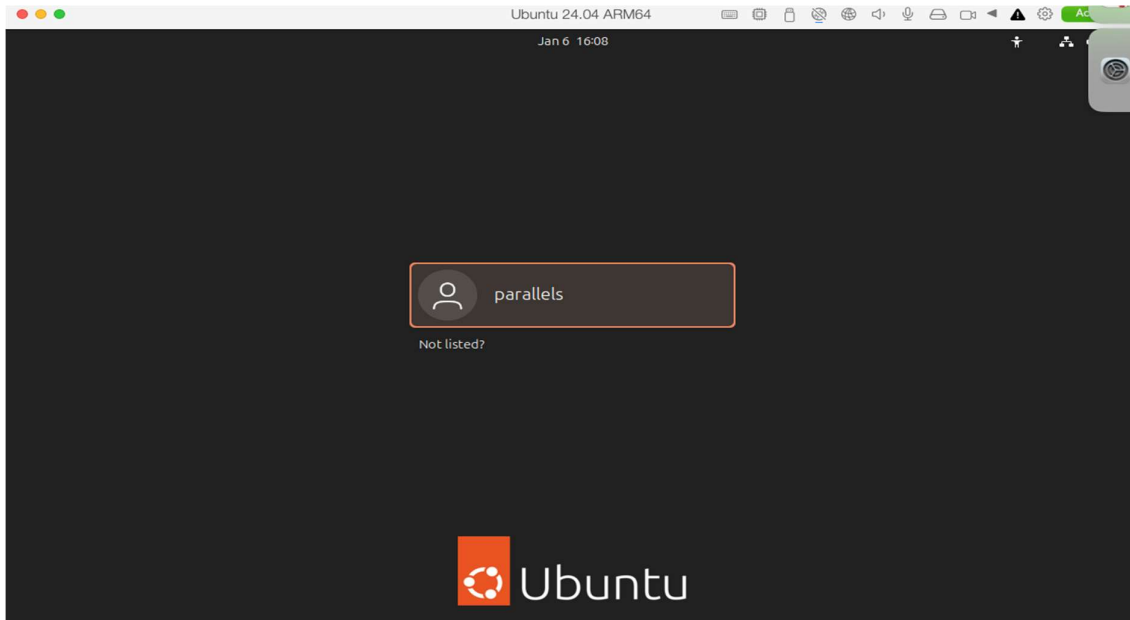 Ubuntu 24.04 ARM64
Jan 6 16:08
parallels
Not listed?
Ubuntu